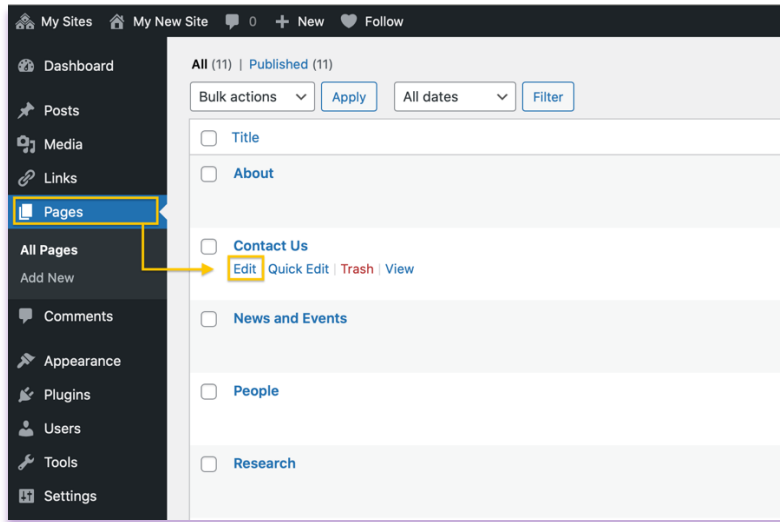 My Sites My New Site 0 New Follow
Dashboard
Posts
Media
Links
Pages
All Pages
Add New
Comments
Appearance
Plugins
Users
Tools
Settings
All (11) | Published (11)
Bulk actions Apply All dates Filter
Title
About
Contact Us
Edit Quick Edit | Trash | View
News and Events
People
Research